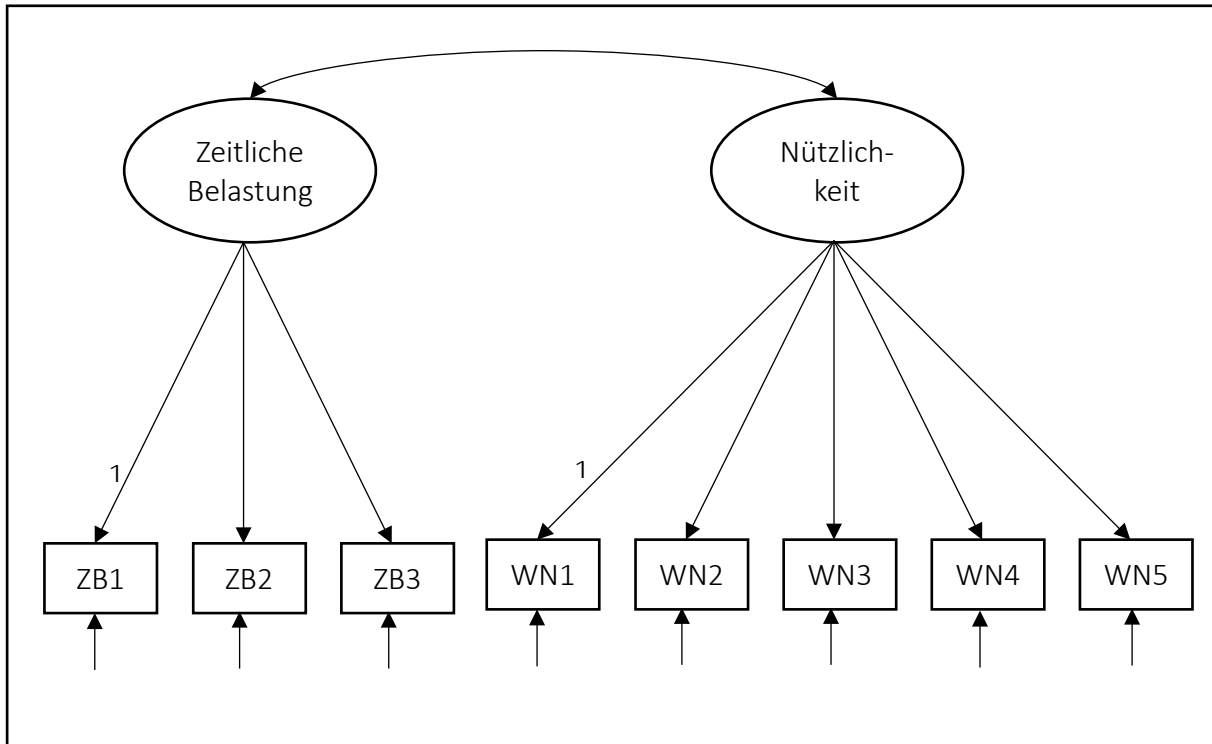 Zeitliche
Belastung
Nützlich-
keit
1
1
ZB1
ZB2
ZB3
WN1
WN2
WN3
WN4
WN5